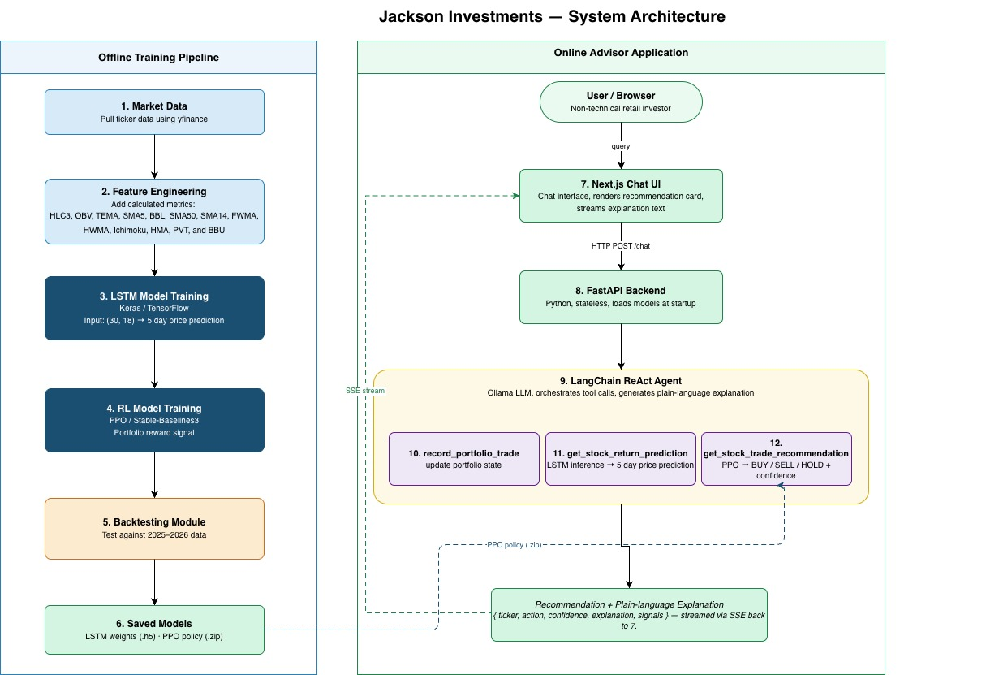 Jackson Investments — System Architecture
Offline Training Pipeline
1. Market Data
Pull ticker data using yfinance
2. Feature Engineering
Add calculated metrics:
HLC3, OBV, TEMA, SMA5, BBL, SMA50, SMA14, FWMA,
HWMA, Ichimoku, HMA, PVT, and BBU
3. LSTM Model Training
Keras / TensorFlow
Input: (30, 18) → 5 day price prediction
4. RL Model Training
PPO / Stable-Baselines3
Portfolio reward signal
5. Backtesting Module
Test against 2025–2026 data
6. Saved Models
LSTM weights (.h5) · PPO policy (.zip)
Online Advisor Application
User / Browser
Non-technical retail investor
query
7. Next.js Chat UI
Chat interface, renders recommendation card,
streams explanation text
HTTP POST /chat
8. FastAPI Backend
Python, stateless, loads models at startup
SSE stream
9. LangChain ReAct Agent
Ollama LLM, orchestrates tool calls, generates plain-language explanation
10. record_portfolio_trade
update portfolio state
11. get_stock_return_prediction
LSTM inference → 5 day price prediction
12.
get_stock_trade_recommendation
PPO → BUY / SELL / HOLD +
confidence
PPO policy (.zip)
Recommendation + Plain-language Explanation
{ ticker, action, confidence, explanation, signals } — streamed via SSE back
to 7.